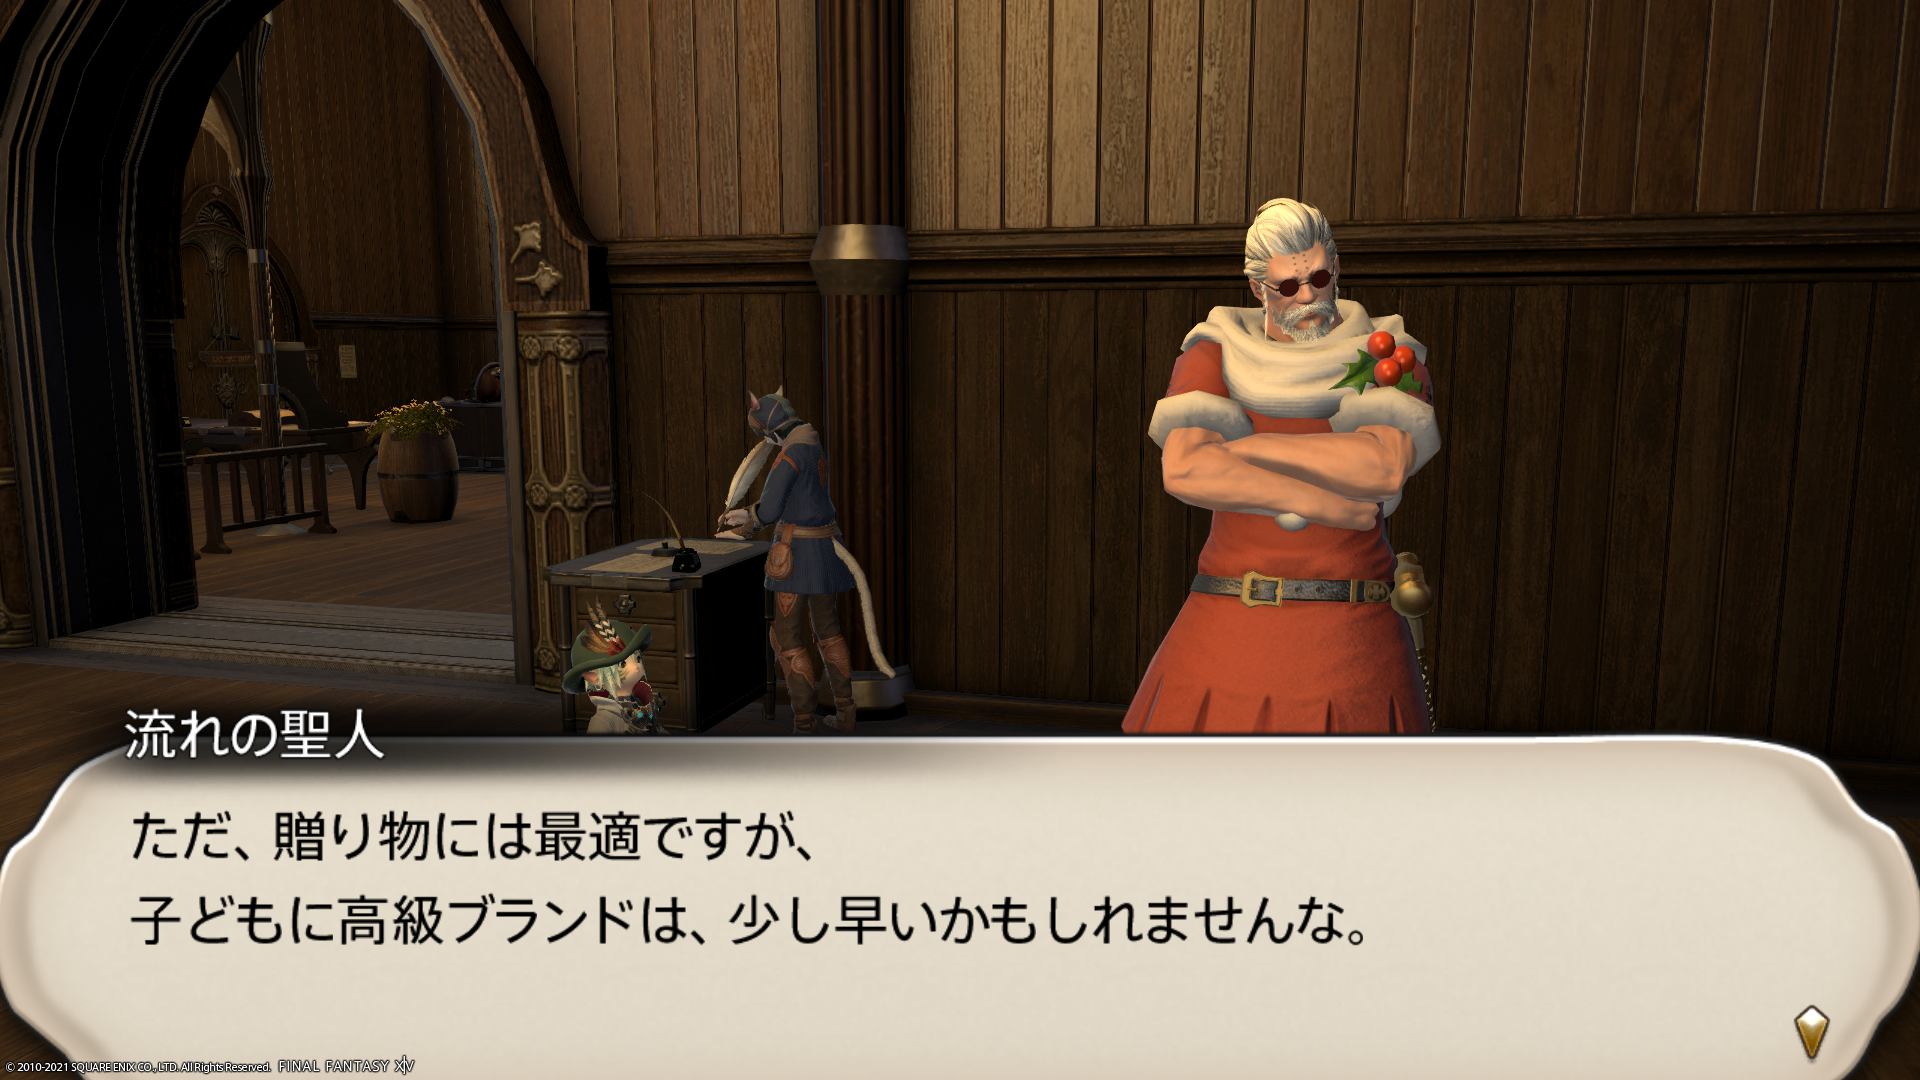 流れの聖人
ただ、贈り物には最適ですが、
子どもに高級ブランドは、少し早いかもしれませんな。
© 2010-2021 SQUARE ENIX CO., LTD. All Rights Reserved. FINAL FANTASY XIV